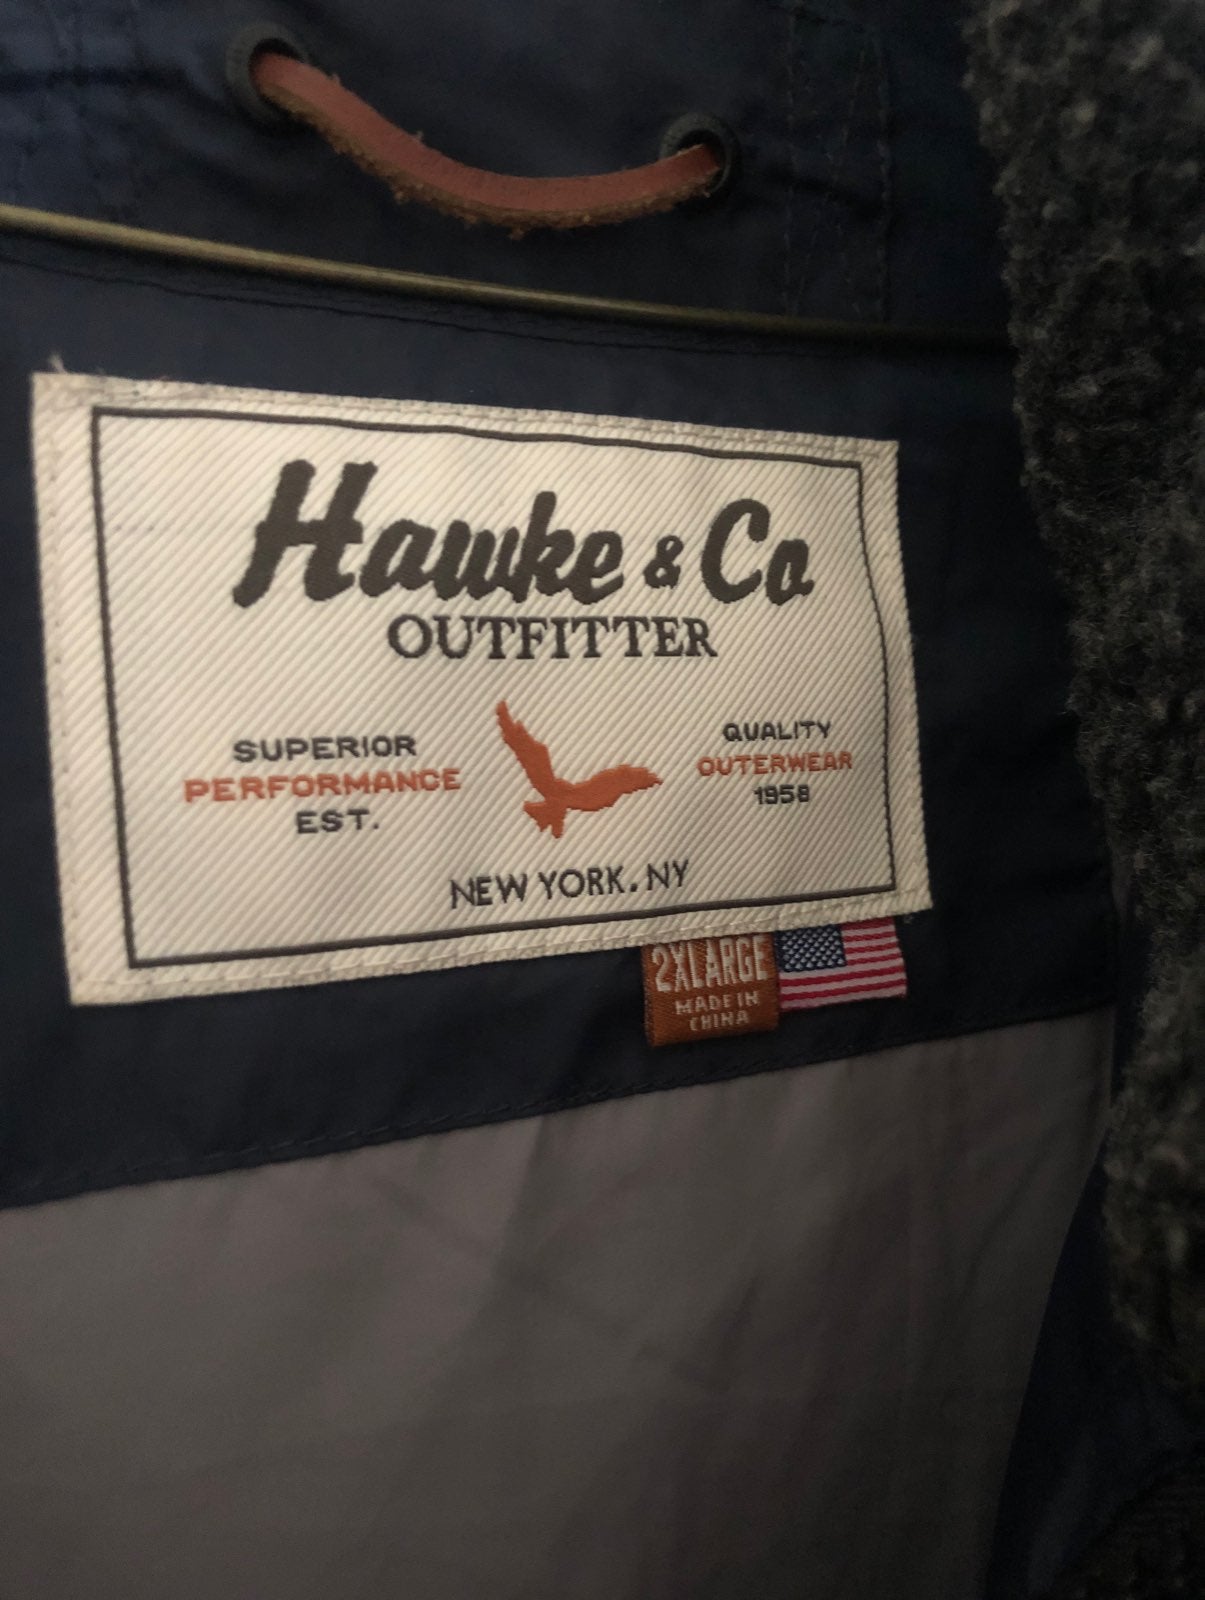 Hawke & Co
OUTFITTER
SUPERIOR
PERFORMANCE
EST.
QUALITY
OUTERWEAR
1958
NEW YORK. NY
2XLARGE
MADE IN
CHINA